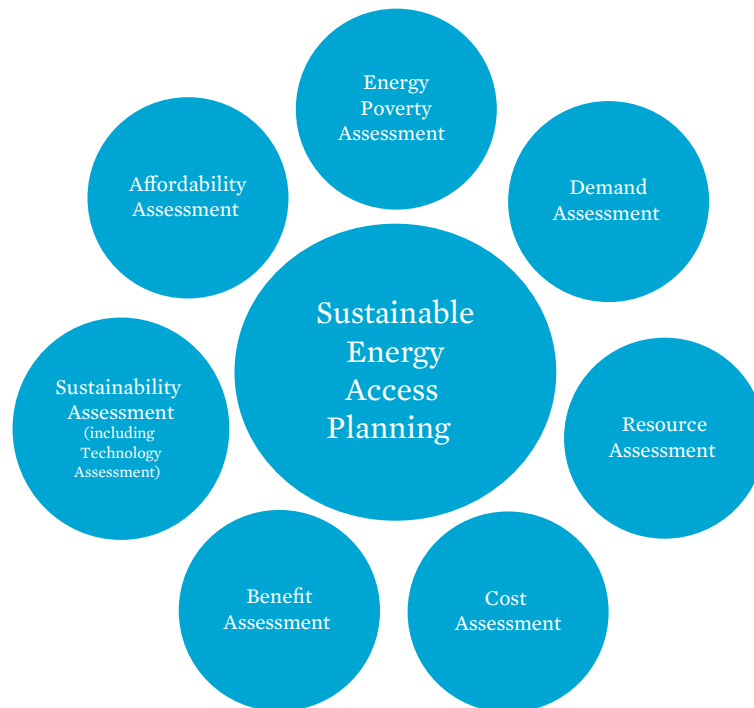 Energy
Poverty
Assessment
Affordability
Assessment
Demand
Assessment
Sustainable
Energy
Access
Planning
Sustainability
Assessment
(including
Technology
Assessment)
Resource
Assessment
Benefit
Assessment
Cost
Assessment